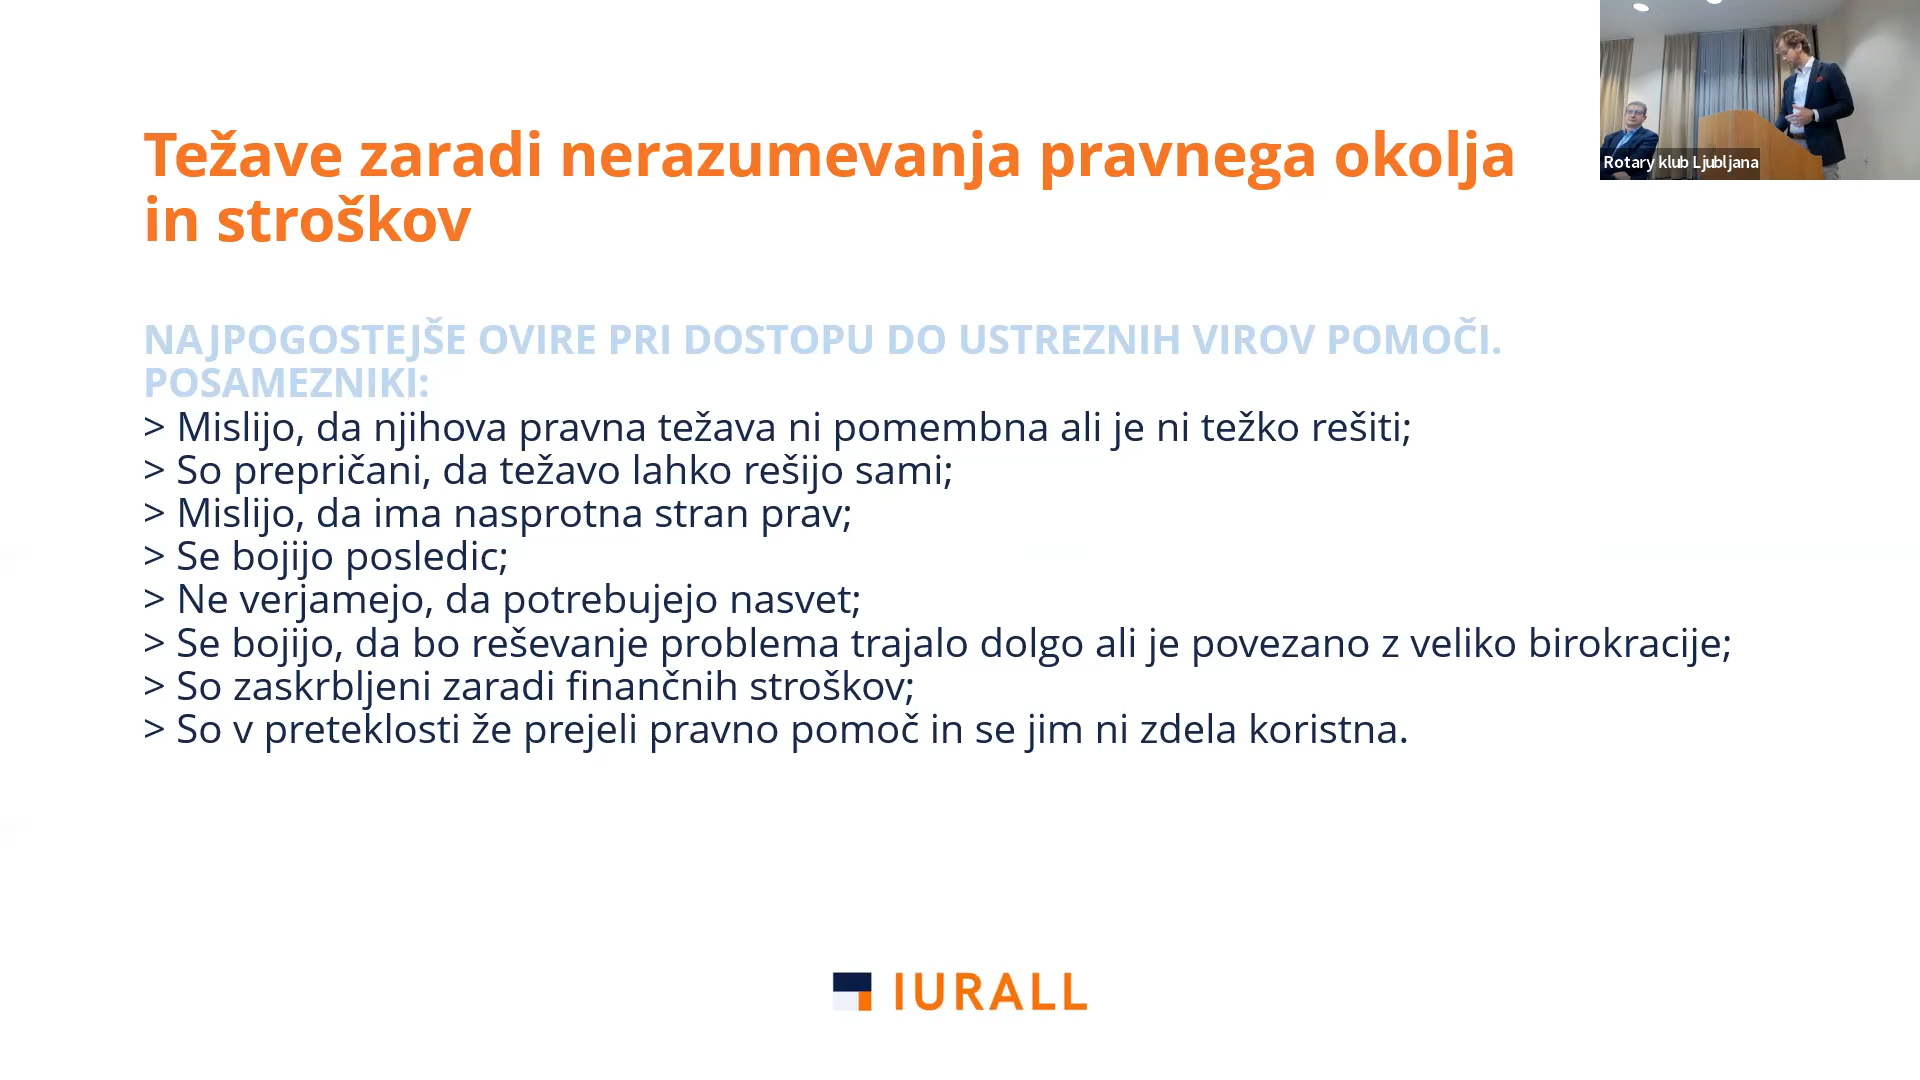 Težave zaradi nerazumevanja pravnega okolja
in stroškov
Rotary klub Ljubljana
NAJPOGOSTEJŠE OVIRE PRI DOSTOPU DO USTREZNIH VIROV POMOČI.
POSAMEZNIKI:
> Mislijo, da njihova pravna težava ni pomembna ali je ni težko rešiti;
> So prepričani, da težavo lahko rešijo sami;
> Mislijo, da ima nasprotna stran prav;
> Se bojijo posledic;
> Ne verjamejo, da potrebujejo nasvet;
> Se bojijo, da bo reševanje problema trajalo dolgo ali je povezano z veliko birokracije;
> So zaskrbljeni zaradi finančnih stroškov;
> So v preteklosti že prejeli pravno pomoč in se jim ni zdela koristna.
IURALL